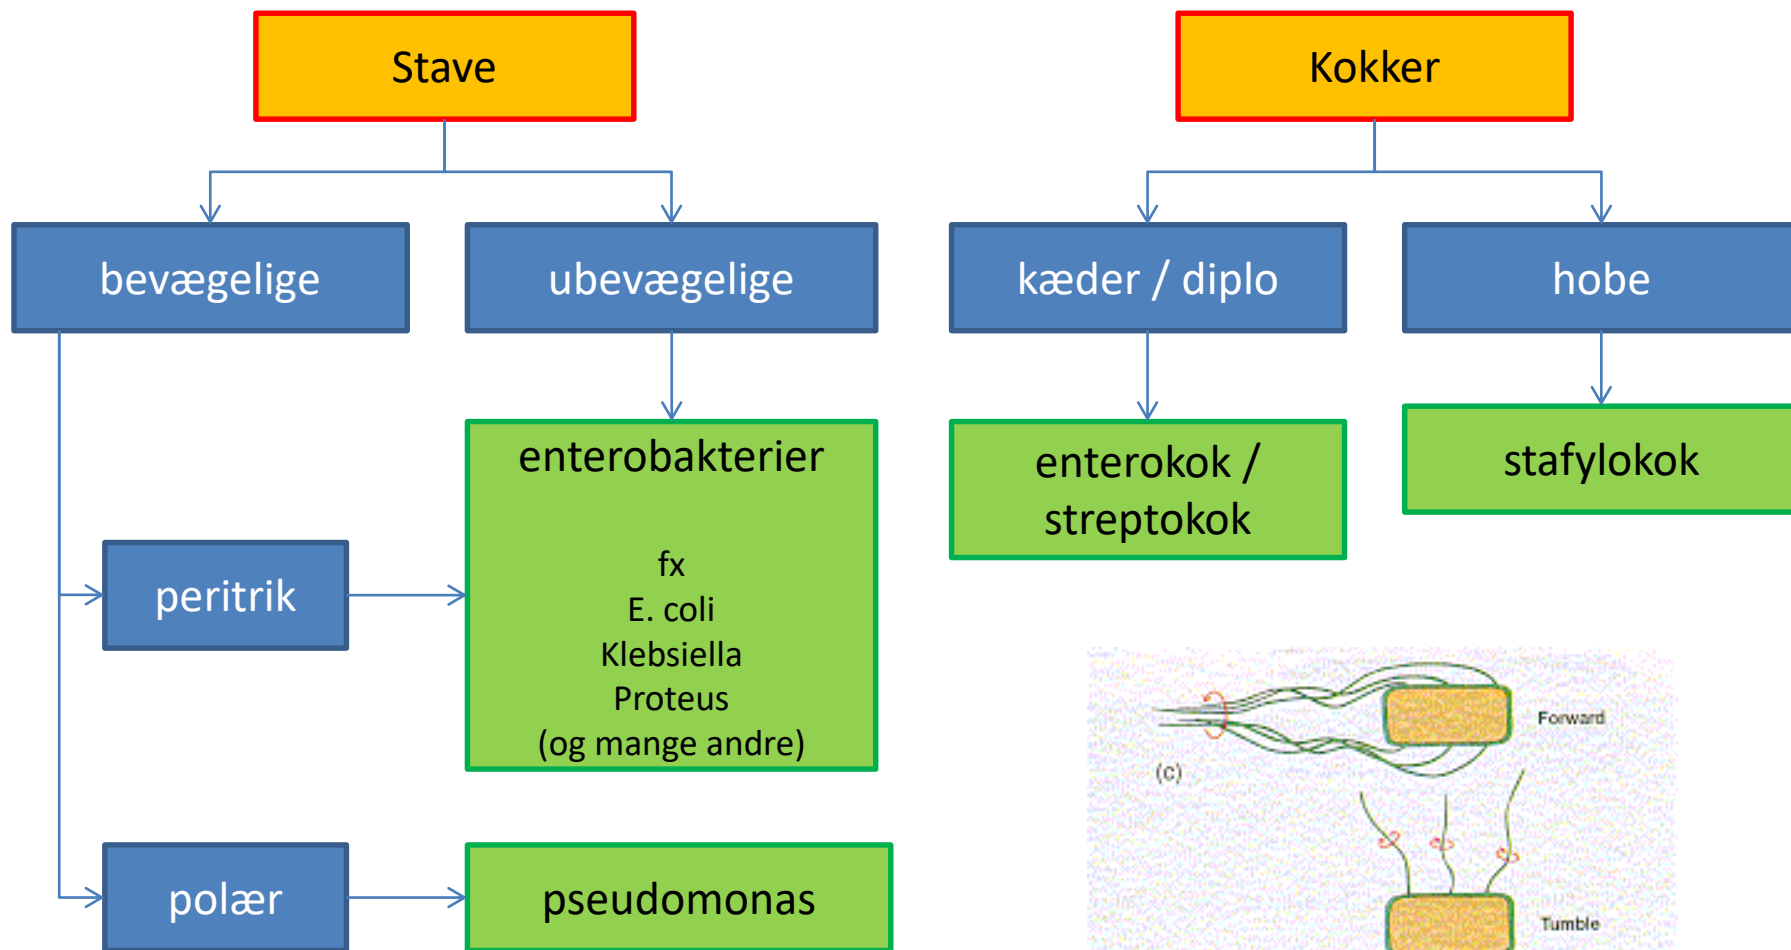 Stave
Kokker
bevægelige
ubevægelige
kæder / diplo
hobe
enterobakterier
fx
E. coli
Klebsiella
Proteus
(og mange andre)
enterokok /
streptokok
stafylokok
peritrik
polær
pseudomonas
Forward
(c)
Tumble